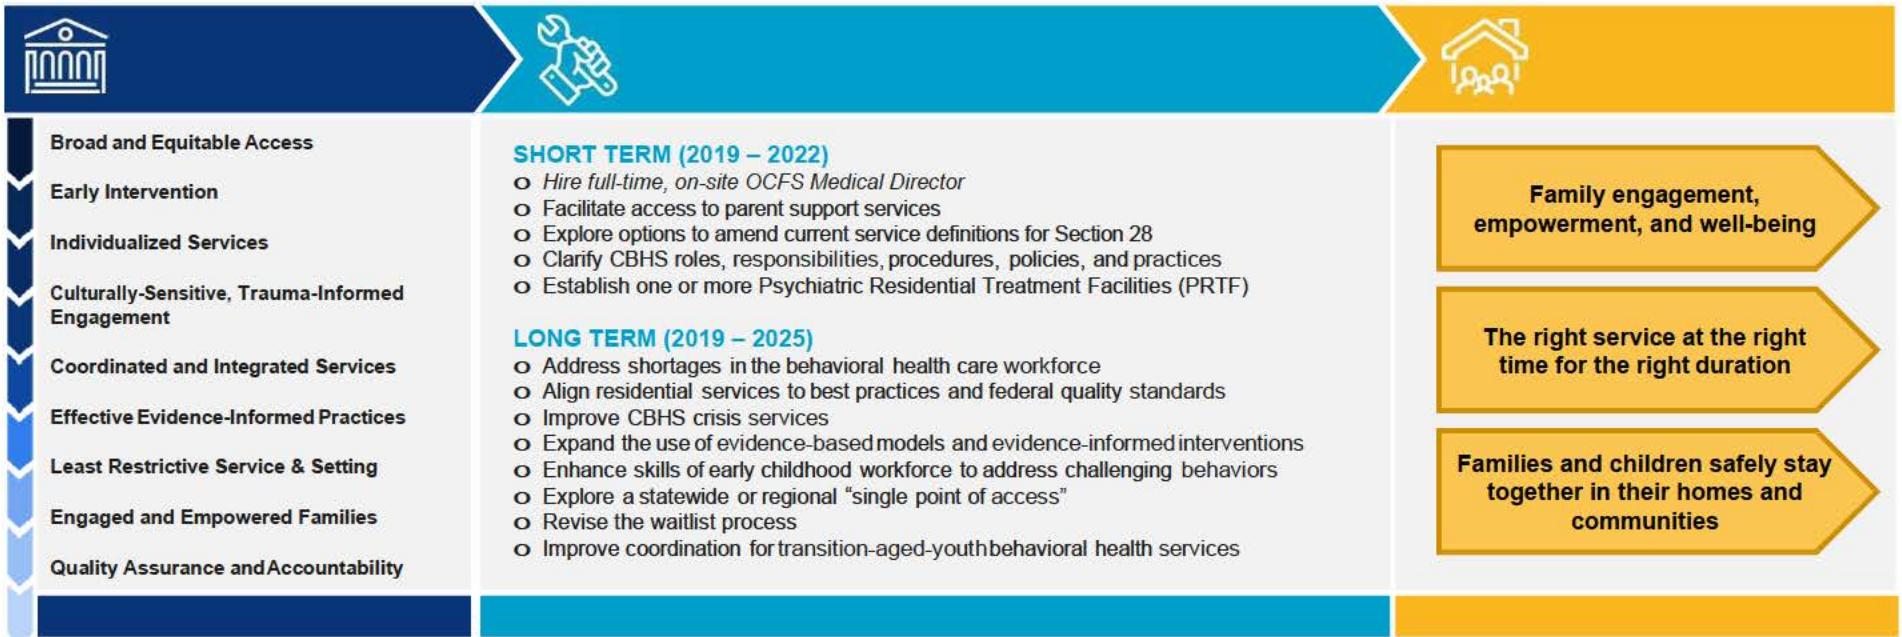 Broad and Equitable Access
Early Intervention
Individualized Services
Culturally-Sensitive, Trauma-Informed
Engagement
Coordinated and Integrated Services
Effective Evidence-Informed Practices
Least Restrictive Service & Setting
Engaged and Empowered Families
Quality Assurance and Accountability
SHORT TERM (2019 – 2022)
o Hire full-time, on-site OCFS Medical Director
o Facilitate access to parent support services
o Explore options to amend current service definitions for Section 28
o Clarify CBHS roles, responsibilities, procedures, policies, and practices
o Establish one or more Psychiatric Residential Treatment Facilities (PRTF)
LONG TERM (2019 – 2025)
o Address shortages in the behavioral health care workforce
o Align residential services to best practices and federal quality standards
o Improve CBHS crisis services
o Expand the use of evidence-based models and evidence-informed interventions
o Enhance skills of early childhood workforce to address challenging behaviors
o Explore a statewide or regional “single point of access”
o Revise the waitlist process
o Improve coordination for transition-aged-youth behavioral health services
Family engagement,
empowerment, and well-being
The right service at the right
time for the right duration
Families and children safely stay
together in their homes and
communities